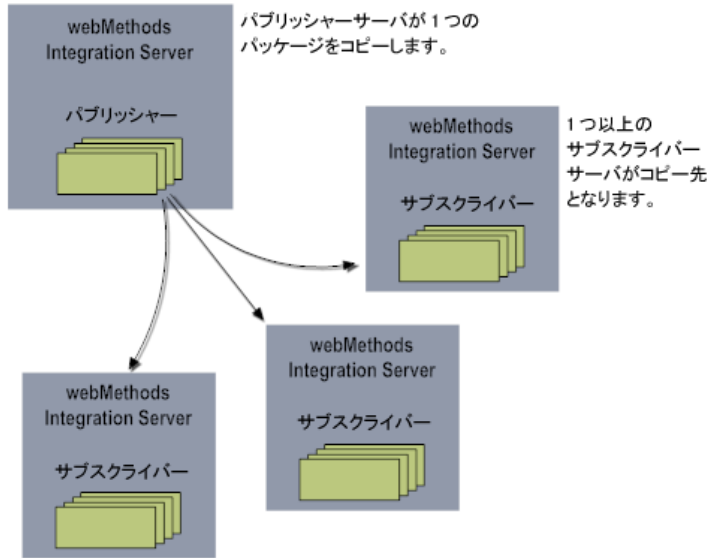 webMethods
Integration Server
パブリッシャー
パブリッシャーサーバが1つの
パッケージをコピーします。
webMethods
Integration Server
サブスクライバー
1つ以上の
サブスクライバー
サーバがコピー先
となります。
webMethods
Integration Server
サブスクライバー
webMethods
Integration Server
サブスクライバー